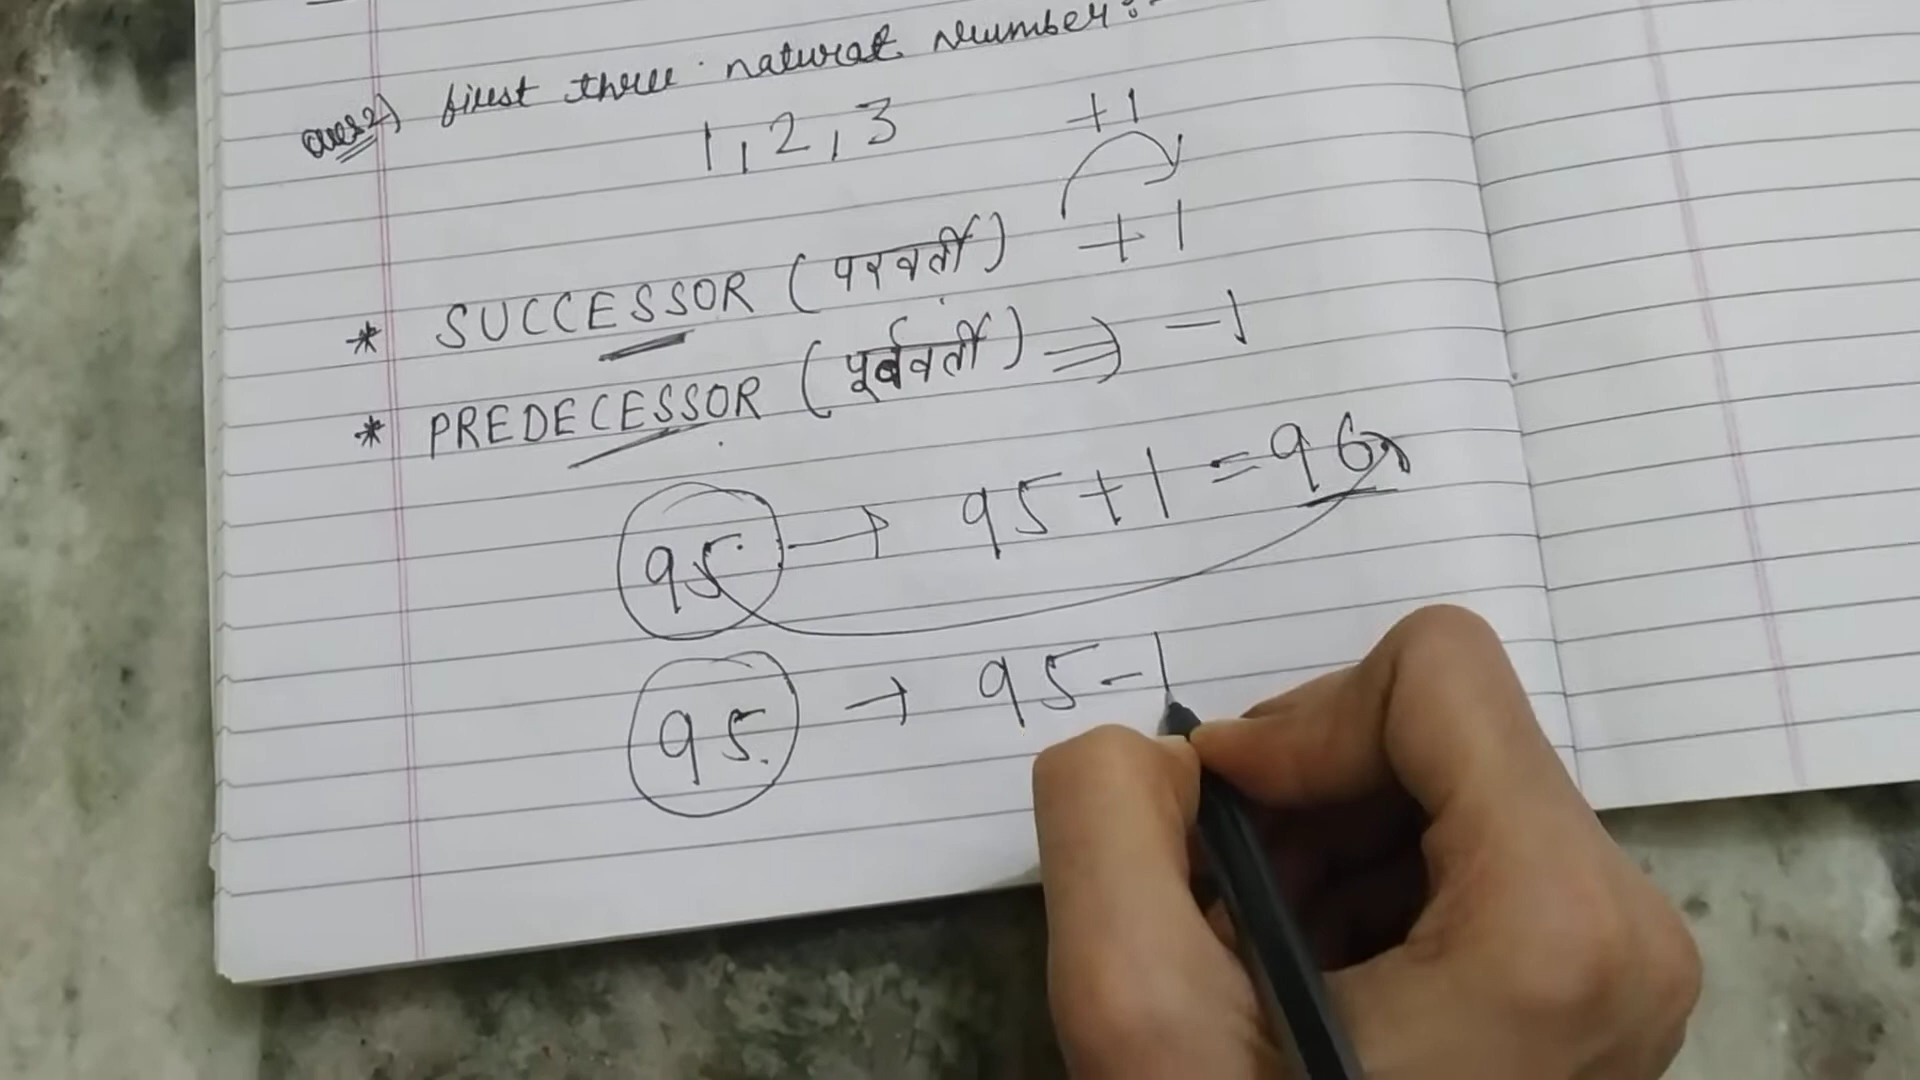 Ques2) first three natural Number:-
1, 2, 3
+1
* SUCCESSOR (परवर्ती) +1
* PREDECESSOR (पूर्ववर्ती) ⇒ -1
95 → 95+1 = 96
95 → 95-1